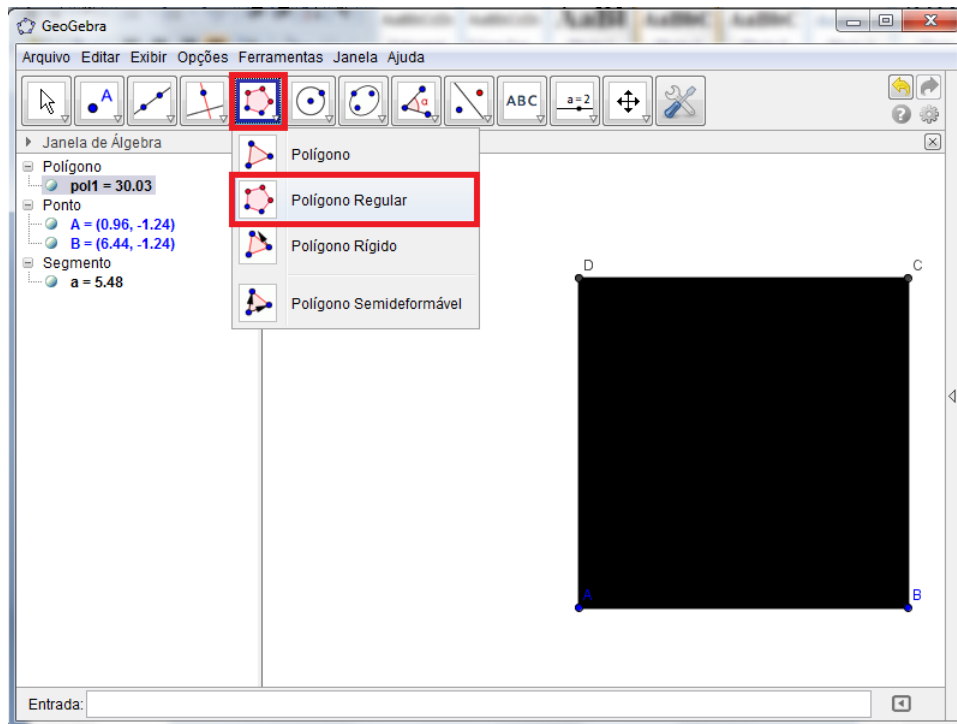 GeoGebra
Arquivo Editar Exibir Opções Ferramentas Janela Ajuda
A
α
ABC
a=2
Janela de Álgebra
Polígono
pol1 = 30.03
Ponto
A = (0.96, -1.24)
B = (6.44, -1.24)
Segmento
a = 5.48
Polígono
Polígono Regular
Polígono Rígido
Polígono Semideformável
D
C
A
B
Entrada: